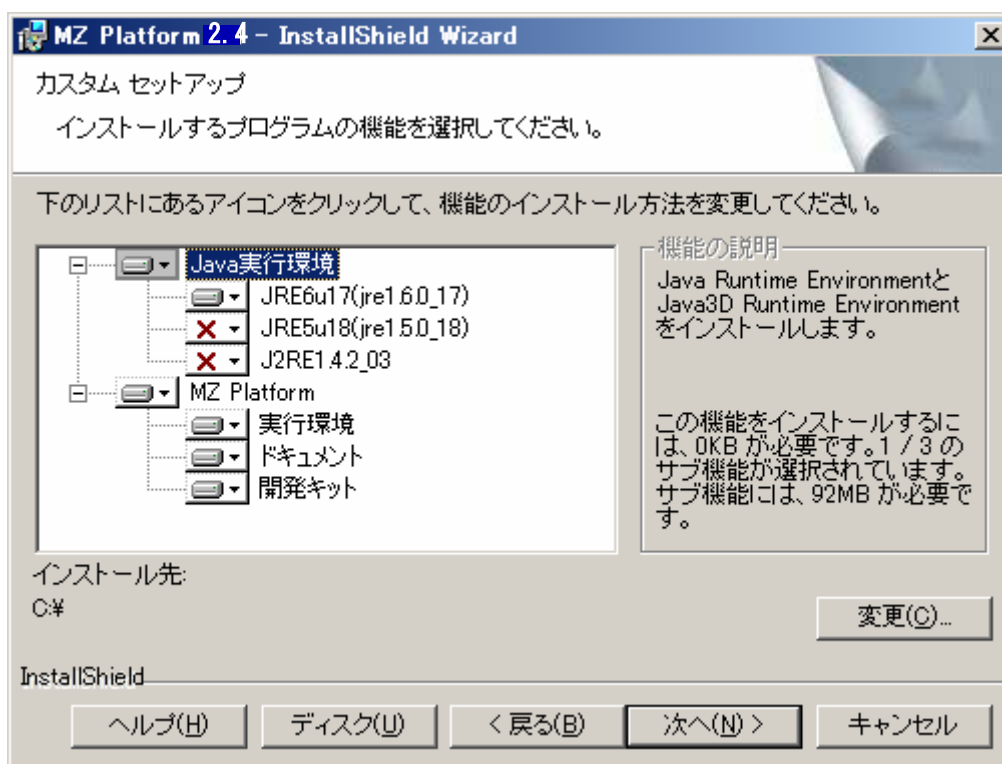 MZ Platform 2.4 - InstallShield Wizard
カスタム セットアップ
インストールするプログラムの機能を選択してください。
下のリストにあるアイコンをクリックして、機能のインストール方法を変更してください。
Java実行環境
JRE6u17(jre1.6.0_17)
JRE5u18(jre1.5.0_18)
J2RE1.4.2_03
MZ Platform
実行環境
ドキュメント
開発キット
機能の説明
Java Runtime Environmentと
Java3D Runtime Environment
をインストールします。
この機能をインストールするに
は、0KB が必要です。1 / 3 の
サブ機能が選択されています。
サブ機能には、92MB が必要で
す。
インストール先:
C:¥
変更(C)...
InstallShield
ヘルプ(H)
ディスク(U)
< 戻る(B)
次へ(N) >
キャンセル